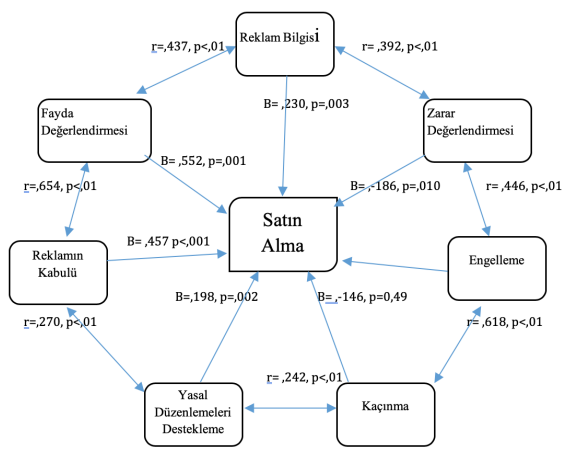 Reklam Bilgisi
r=,437, p<,01
r= ,392, p<,01
B= ,230, p=,003
Fayda
Değerlendirmesi
Zarar
Değerlendirmesi
B= ,552, p=,001
B= ,-186, p=,010
r=,654, p<,01
r= ,446, p<,01
Satın
Alma
Reklamın
Kabulü
B= ,457 p<,001
Engelleme
B=,198, p=,002
B= ,-146, p=0,49
r=,270, p<,01
r= ,618, p<,01
Yasal
Düzenlemeleri
Destekleme
r= ,242, p<,01
Kaçınma